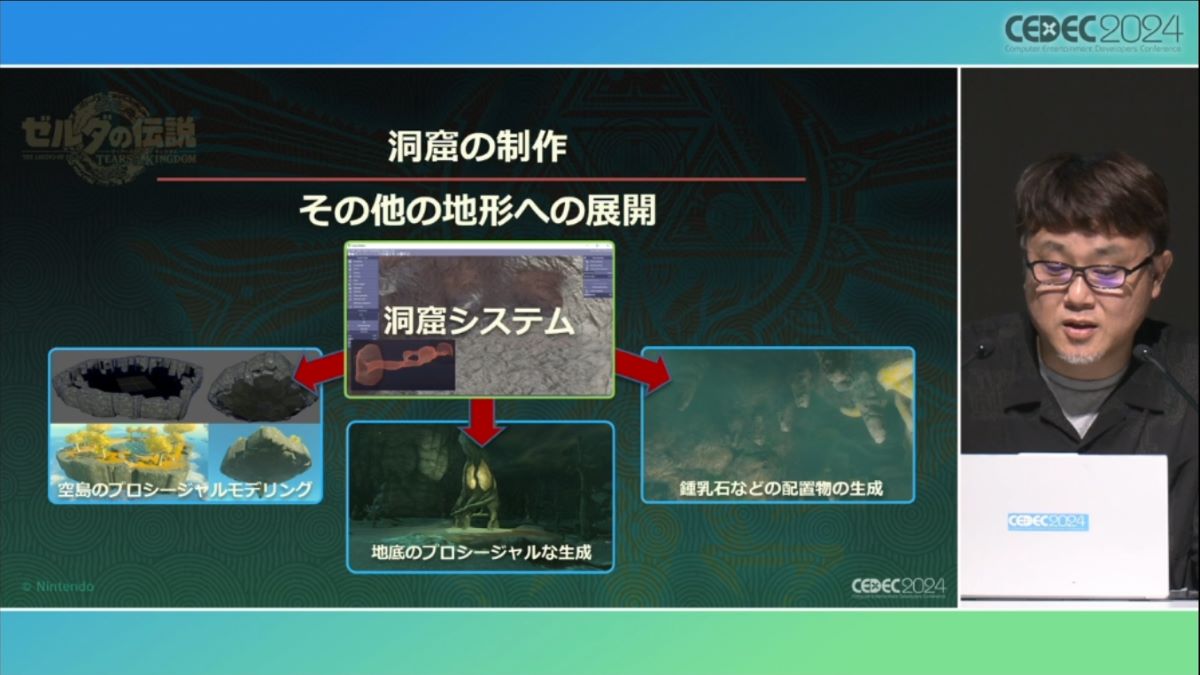 CEDEC2024
Computer Entertainment Developers Conference
ゼルダの伝説
TEARS OF THE KINGDOM
洞窟の制作
その他の地形への展開
洞窟システム
空島のプロシージャルモデリング
地底のプロシージャルな生成
鍾乳石などの配置物の生成
© Nintendo
CEDEC2024
CEDEC2024